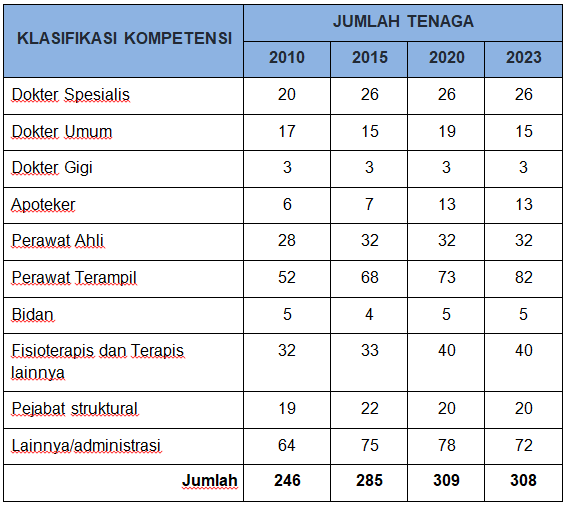 KLASIFIKASI KOMPETENSI
JUMLAH TENAGA
2010 2015 2020 2023
Dokter Spesialis 20 26 26 26
Dokter Umum 17 15 19 15
Dokter Gigi 3 3 3 3
Apoteker 6 7 13 13
Perawat Ahli 28 32 32 32
Perawat Terampil 52 68 73 82
Bidan 5 4 5 5
Fisioterapis dan Terapis 32 33 40 40
lainnya
Pejabat struktural 19 22 20 20
Lainnya/administrasi 64 75 78 72
Jumlah 246 285 309 308